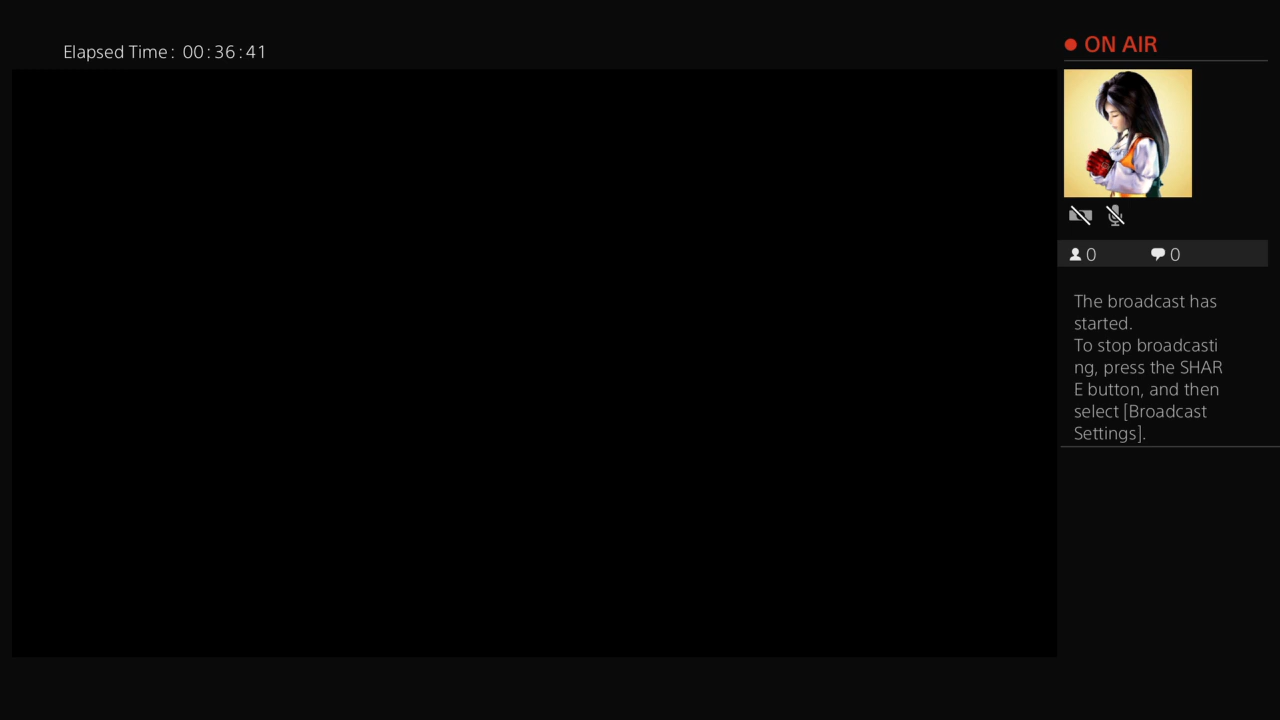 Elapsed Time: 00:36:41
ON AIR
0 0
The broadcast has
started.
To stop broadcasti
ng, press the SHAR
E button, and then
select [Broadcast
Settings].